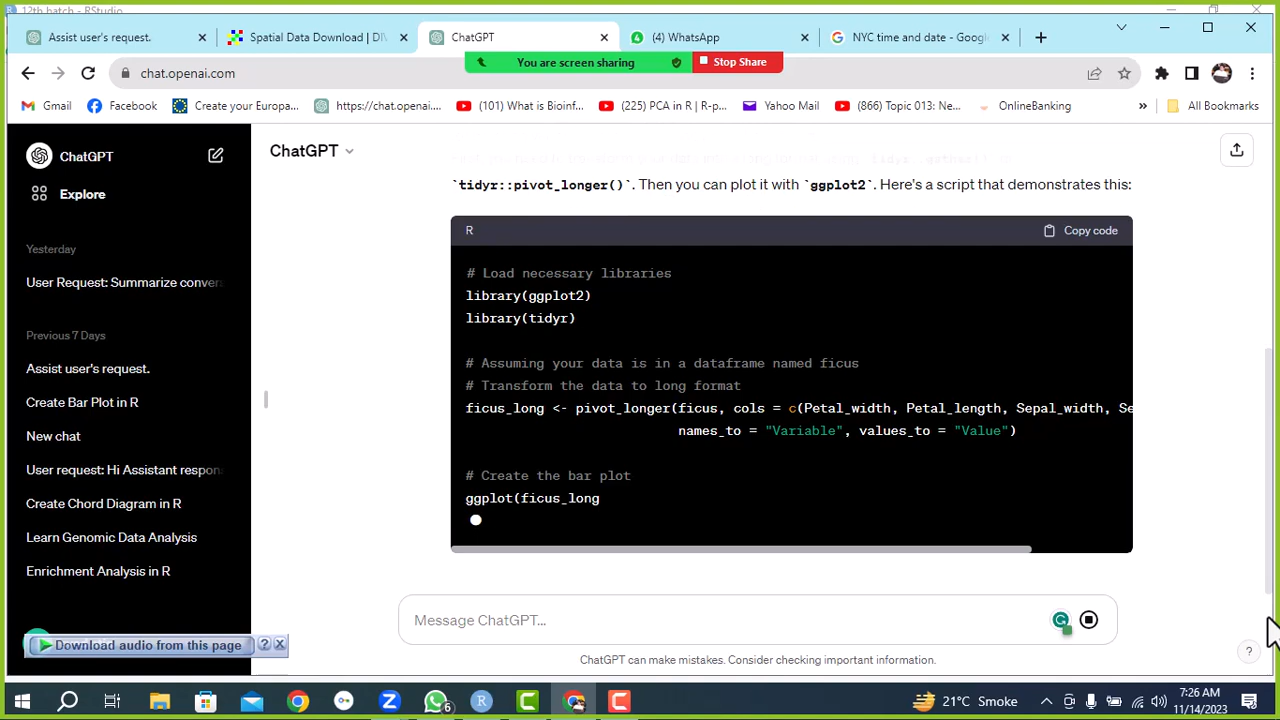 12th batch - RStudio
Assist user's request.
Spatial Data Download | DIV
ChatGPT
(4) WhatsApp
NYC time and date - Google
chat.openai.com
You are screen sharing
Stop Share
Gmail
Facebook
Create your Europa...
https://chat.openai....
(101) What is Bioinf...
(225) PCA in R | R-p...
Yahoo Mail
(866) Topic 013: Ne...
OnlineBanking
»
All Bookmarks
ChatGPT
Explore
Yesterday
User Request: Summarize conver
Previous 7 Days
Assist user's request.
Create Bar Plot in R
New chat
User request: Hi Assistant respon
Create Chord Diagram in R
Learn Genomic Data Analysis
Enrichment Analysis in R
Download audio from this page
?
ChatGPT
`tidyr::pivot_longer()`. Then you can plot it with `ggplot2`. Here's a script that demonstrates this:
R
Copy code
# Load necessary libraries
library(ggplot2)
library(tidyr)
# Assuming your data is in a dataframe named ficus
# Transform the data to long format
ficus_long <- pivot_longer(ficus, cols = c(Petal_width, Petal_length, Sepal_width, Se
names_to = "Variable", values_to = "Value")
# Create the bar plot
ggplot(ficus_long
Message ChatGPT...
ChatGPT can make mistakes. Consider checking important information.
?
6
21°C Smoke
7:26 AM
11/14/2023